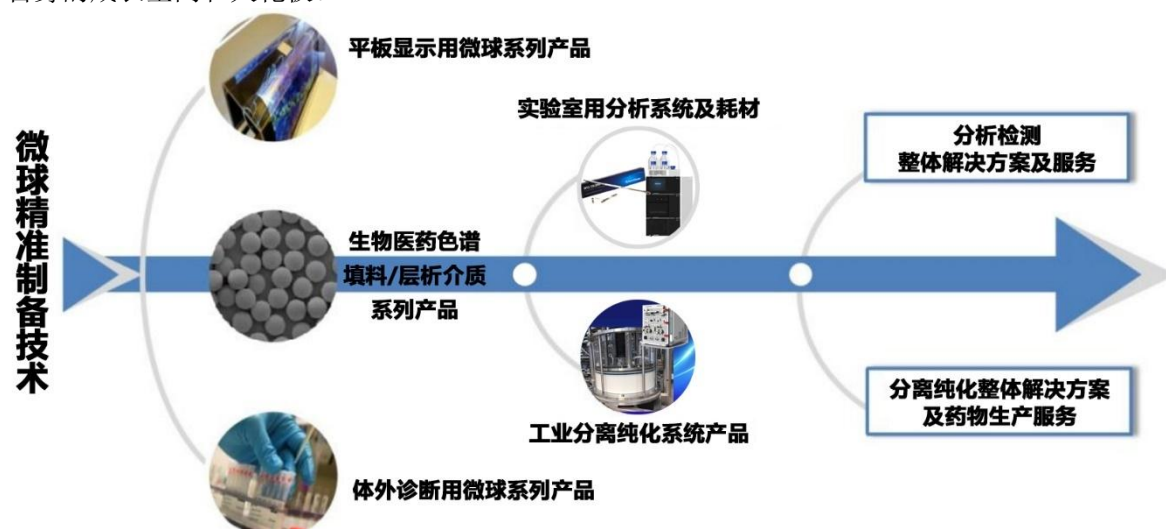 微球精准制备技术
平板显示用微球系列产品
生物医药色谱
填料/层析介质
系列产品
体外诊断用微球系列产品
实验室用分析系统及耗材
工业分离纯化系统产品
分析检测
整体解决方案及服务
分离纯化整体解决方案
及药物生产服务